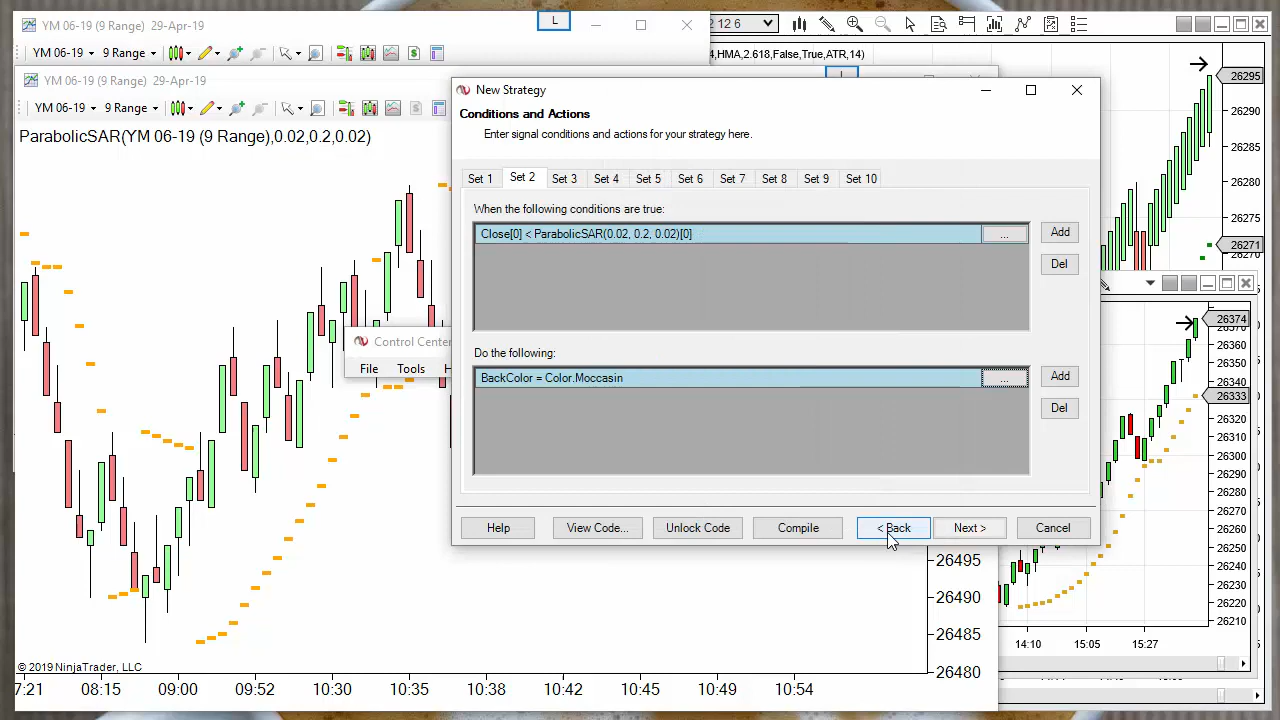 YM 06-19 (9 Range) 29-Apr-19
L
12 6
YM 06-19 9 Range
4,HMA,2.618,False,True,ATR,14)
YM 06-19 (9 Range) 29-Apr-19
YM 06-19 9 Range
ParabolicSAR(YM 06-19 (9 Range),0.02,0.2,0.02)
New Strategy
Conditions and Actions
Enter signal conditions and actions for your strategy here.
Set 1 Set 2 Set 3 Set 4 Set 5 Set 6 Set 7 Set 8 Set 9 Set 10
When the following conditions are true:
Close[0] < ParabolicSAR(0.02, 0.2, 0.02)[0]
...
Add
Del
Do the following:
BackColor = Color.Moccasin
...
Add
Del
Help View Code... Unlock Code Compile < Back Next > Cancel
Control Center
File Tools H
26295
26290
26285
26280
26275
26271
26270
26374
26370
26360
26350
26340
26333
26320
26310
26300
26290
26280
26270
26260
26250
26240
26230
26220
26210
14:10 15:05 15:27
26495
26490
26485
26480
© 2019 NinjaTrader, LLC
7:21 08:15 09:00 09:52 10:30 10:35 10:38 10:42 10:45 10:49 10:54